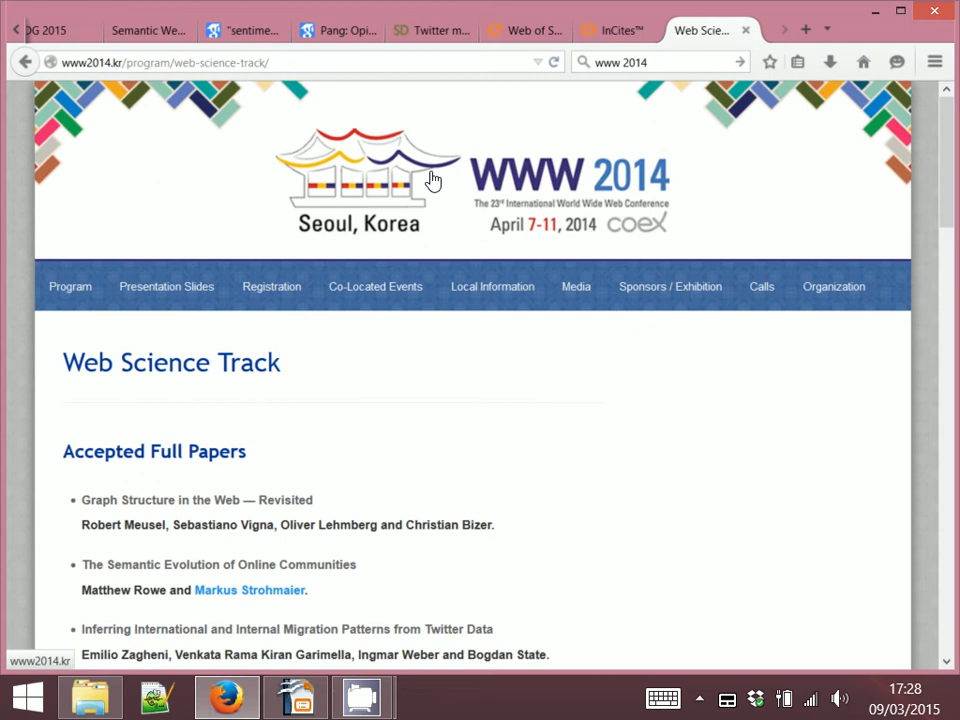 DG 2015
Semantic We...
"sentime...
Pang: Opi...
Twitter m...
Web of S...
InCites™
Web Scie...
www2014.kr/program/web-science-track/
www 2014
WWW 2014
The 23rd International World Wide Web Conference
Seoul, Korea
April 7-11, 2014 coex
Program
Presentation Slides
Registration
Co-Located Events
Local Information
Media
Sponsors / Exhibition
Calls
Organization
Web Science Track
Accepted Full Papers
• Graph Structure in the Web — Revisited
Robert Meusel, Sebastiano Vigna, Oliver Lehmberg and Christian Bizer.
• The Semantic Evolution of Online Communities
Matthew Rowe and Markus Strohmaier.
• Inferring International and Internal Migration Patterns from Twitter Data
Emilio Zagheni, Venkata Rama Kiran Garimella, Ingmar Weber and Bogdan State.
www2014.kr
17:28
09/03/2015